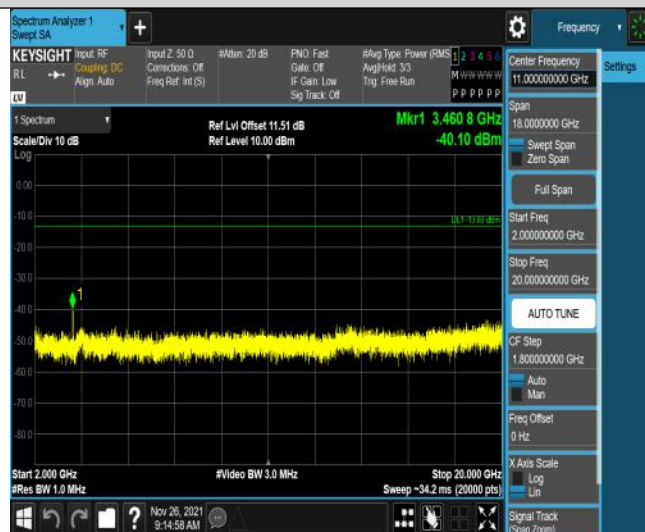 Spectrum Analyzer 1
Swept SA
+
Frequency
KEYSIGHT
RL
Input: RF
Coupling: DC
Align: Auto
Input Z: 50 Ω
Corrections: Off
Freq Ref: Int (S)
#Atten: 20 dB
PNO: Fast
Gate: Off
IF Gain: Low
Sig Track: Off
#Avg Type: Power (RMS
Avg|Hold: 3/3
Trig: Free Run
1 2 3 4 5 6
M W W W W W
P P P P P P
LXI
1 Spectrum
Scale/Div 10 dB
Log
Ref Lvl Offset 11.51 dB
Ref Level 10.00 dBm
Mkr1 3.460 8 GHz
-40.10 dBm
0.00
-10.0
DL1 -13.00 dBm
-20.0
-30.0
1
-40.0
-50.0
-60.0
-70.0
-80.0
Start 2.000 GHz
#Res BW 1.0 MHz
#Video BW 3.0 MHz
Stop 20.000 GHz
Sweep ~34.2 ms (20000 pts)
?
Nov 26, 2021
9:14:58 AM
Center Frequency
11.000000000 GHz
Settings
Span
18.0000000 GHz
Swept Span
Zero Span
Full Span
Start Freq
2.000000000 GHz
Stop Freq
20.000000000 GHz
AUTO TUNE
CF Step
1.800000000 GHz
Auto
Man
Freq Offset
0 Hz
X Axis Scale
Log
Lin
Signal Track
(Span Zoom)